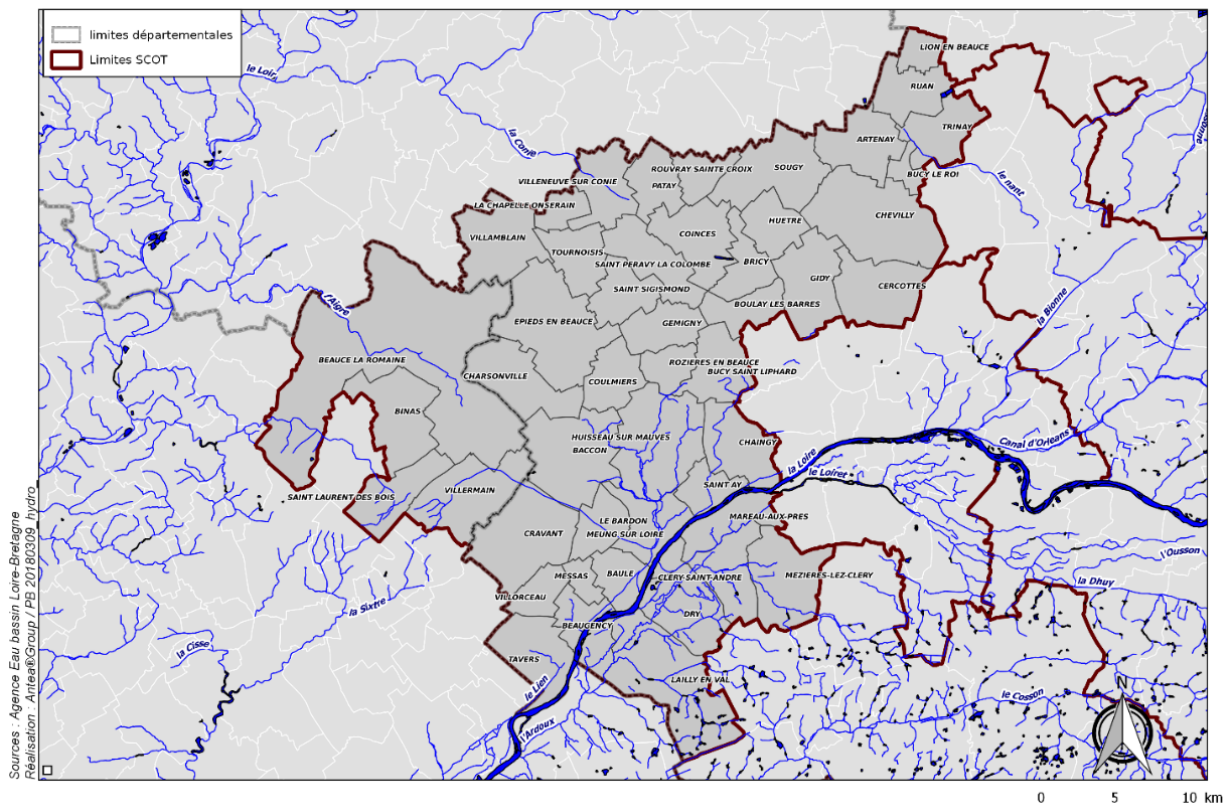 limites départementales
Limites SCOT
le Loir
la Conie
LION EN BEAUCE
RUAN
TRINAY
ARTENAY
BUCY LE ROI
le nant
SOUGY
ROUVRAY SAINTE CROIX
PATAY
VILLENEUVE SUR CONIE
LA CHAPELLE ONSERAIN
VILLAMBLAIN
TOURNOISIS
COINCES
HUETRE
CHEVILLY
SAINT PERAVY LA COLOMBE
BRICY
GIDY
CERCOTTES
SAINT SIGISMOND
BOULAY LES BARRES
la Bionne
l'Aigre
EPIEDS EN BEAUCE
GEMIGNY
BEAUCE LA ROMAINE
CHARSONVILLE
ROZIERES EN BEAUCE
BUCY SAINT LIPHARD
COULMIERS
BINAS
HUISSEAU SUR MAUVES
BACCON
CHAINGY
Canal d'Orleans
la Loire
le Loiret
SAINT LAURENT DES BOIS
VILLERMAIN
SAINT AY
MAREAU-AUX-PRES
LE BARDON
MEUNG SUR LOIRE
CRAVANT
l'Ousson
la Dhuy
MESSAS
BAULE
CLERY-SAINT-ANDRE
MEZIERES-LEZ-CLERY
VILLORCEAU
la Sixtre
DRY
BEAUGENCY
la Cisse
TAVERS
LAILLY EN VAL
le Lien
le Cosson
l'Ardoux
N
0 5 10 km
Sources : Agence Eau bassin Loire-Bretagne
Réalisation : Antea®Group / PB 20180309_hydro_